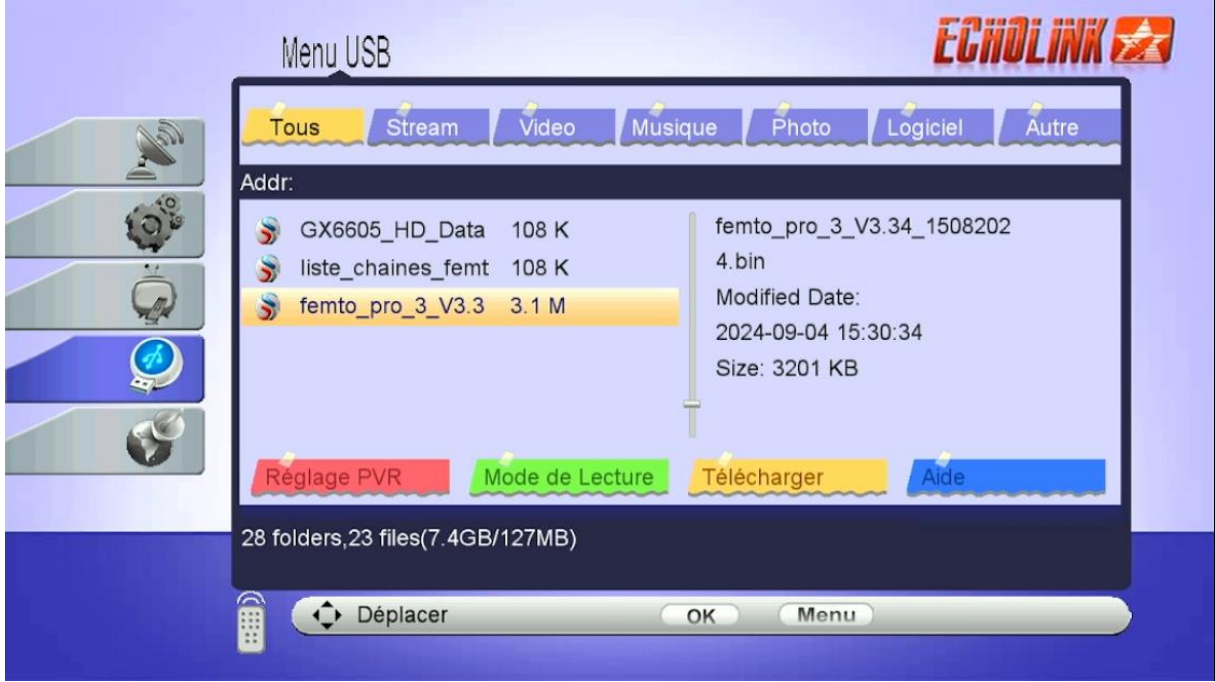 Menu USB
ECHOLINK
Tous Stream Video Musique Photo Logiciel Autre
Addr:
GX6605_HD_Data 108 K
liste_chaines_femt 108 K
femto_pro_3_V3.3 3.1 M
femto_pro_3_V3.34_1508202
4.bin
Modified Date:
2024-09-04 15:30:34
Size: 3201 KB
Réglage PVR Mode de Lecture Télécharger Aide
28 folders,23 files(7.4GB/127MB)
Déplacer OK Menu